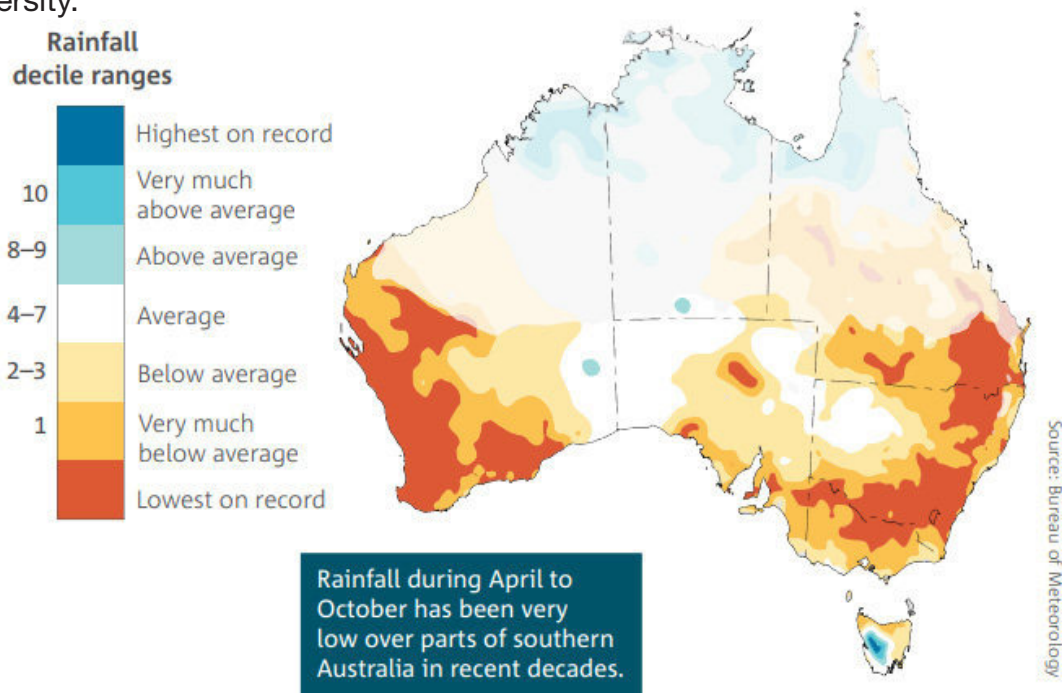 ersity.
Rainfall
decile ranges
Highest on record
10 Very much
above average
8–9 Above average
4–7 Average
2–3 Below average
1 Very much
below average
Lowest on record
Rainfall during April to
October has been very
low over parts of southern
Australia in recent decades.
Source: Bureau of Meteorology